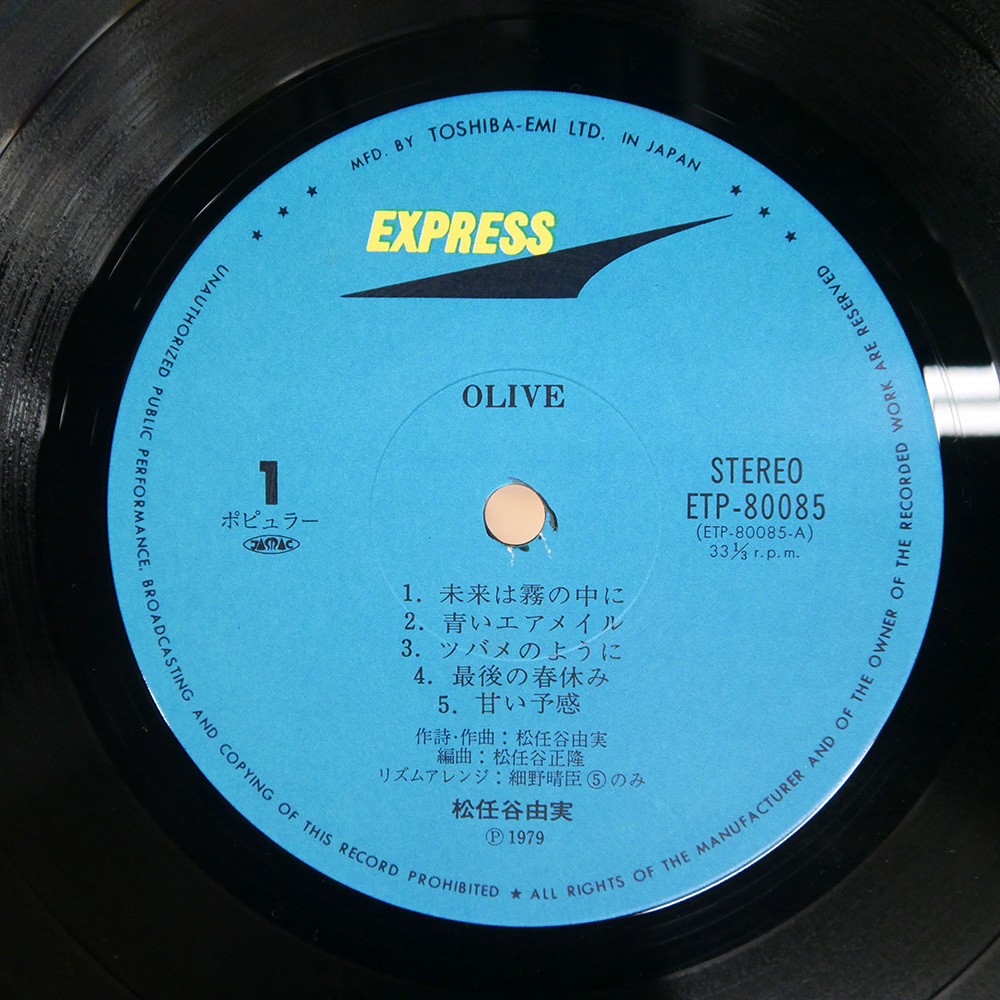 MFD. BY TOSHIBA-EMI LTD. IN JAPAN
EXPRESS
OLIVE
1
ポピュラー
JASRAC
STEREO
ETP-80085
(ETP-80085-A)
33 1/3 r.p.m.
1. 未来は霧の中に
2. 青いエアメイル
3. ツバメのように
4. 最後の春休み
5. 甘い予感
作詩・作曲：松任谷由実
編曲：松任谷正隆
リズムアレンジ：細野晴臣⑤のみ
松任谷由実
Ⓟ1979
UNAUTHORIZED PUBLIC PERFORMANCE, BROADCASTING AND COPYING OF THIS RECORD PROHIBITED ★ ALL RIGHTS OF THE MANUFACTURER AND OF THE OWNER OF THE RECORDED WORK ARE RESERVED